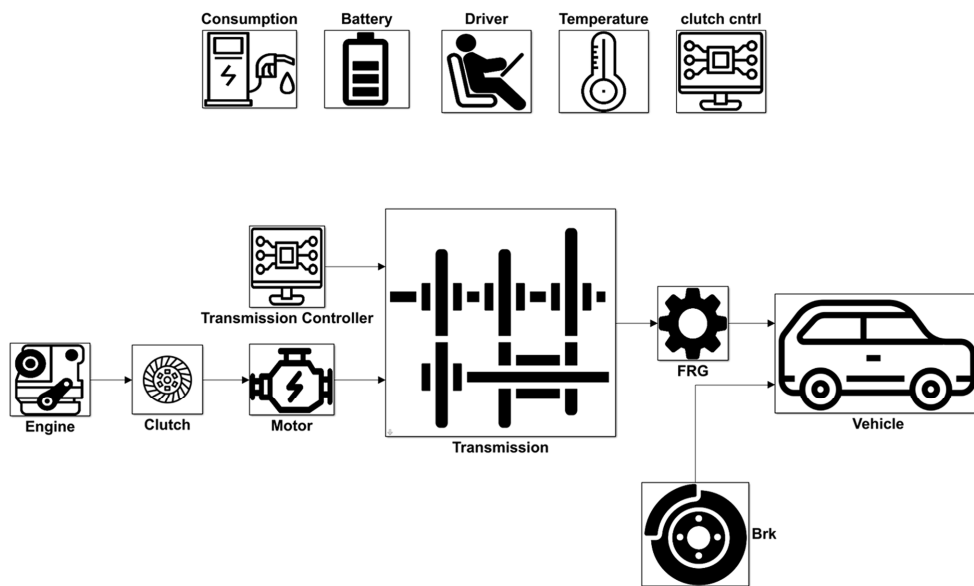 Consumption
Battery
Driver
Temperature
clutch cntrl
Transmission Controller
Engine
Clutch
Motor
Transmission
FRG
Vehicle
Brk